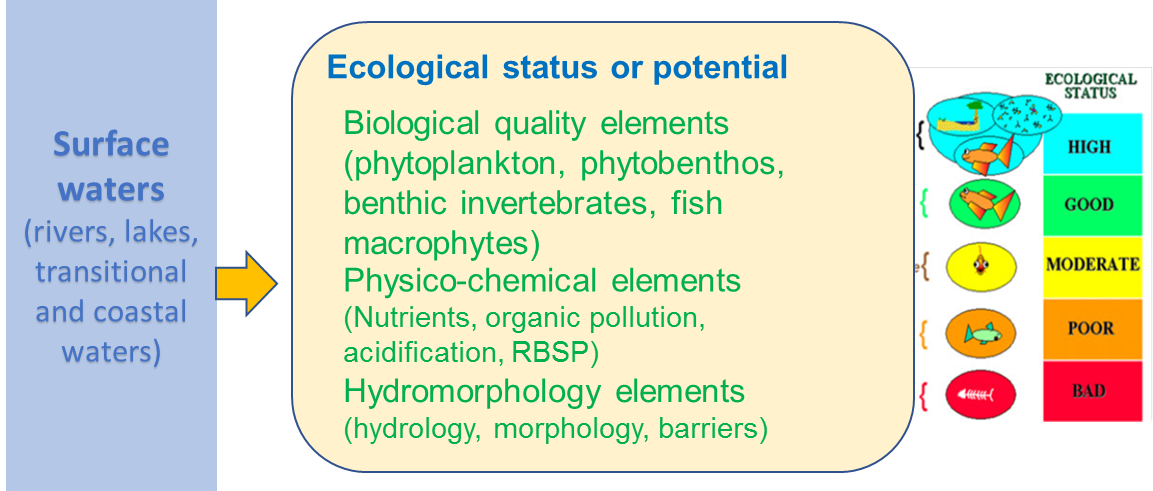 Surface
waters
(rivers, lakes,
transitional
and coastal
waters)
Ecological status or potential
Biological quality elements
(phytoplankton, phytobenthos,
benthic invertebrates, fish
macrophytes)
Physico-chemical elements
(Nutrients, organic pollution,
acidification, RBSP)
Hydromorphology elements
(hydrology, morphology, barriers)
ECOLOGICAL
STATUS
HIGH
GOOD
MODERATE
POOR
BAD